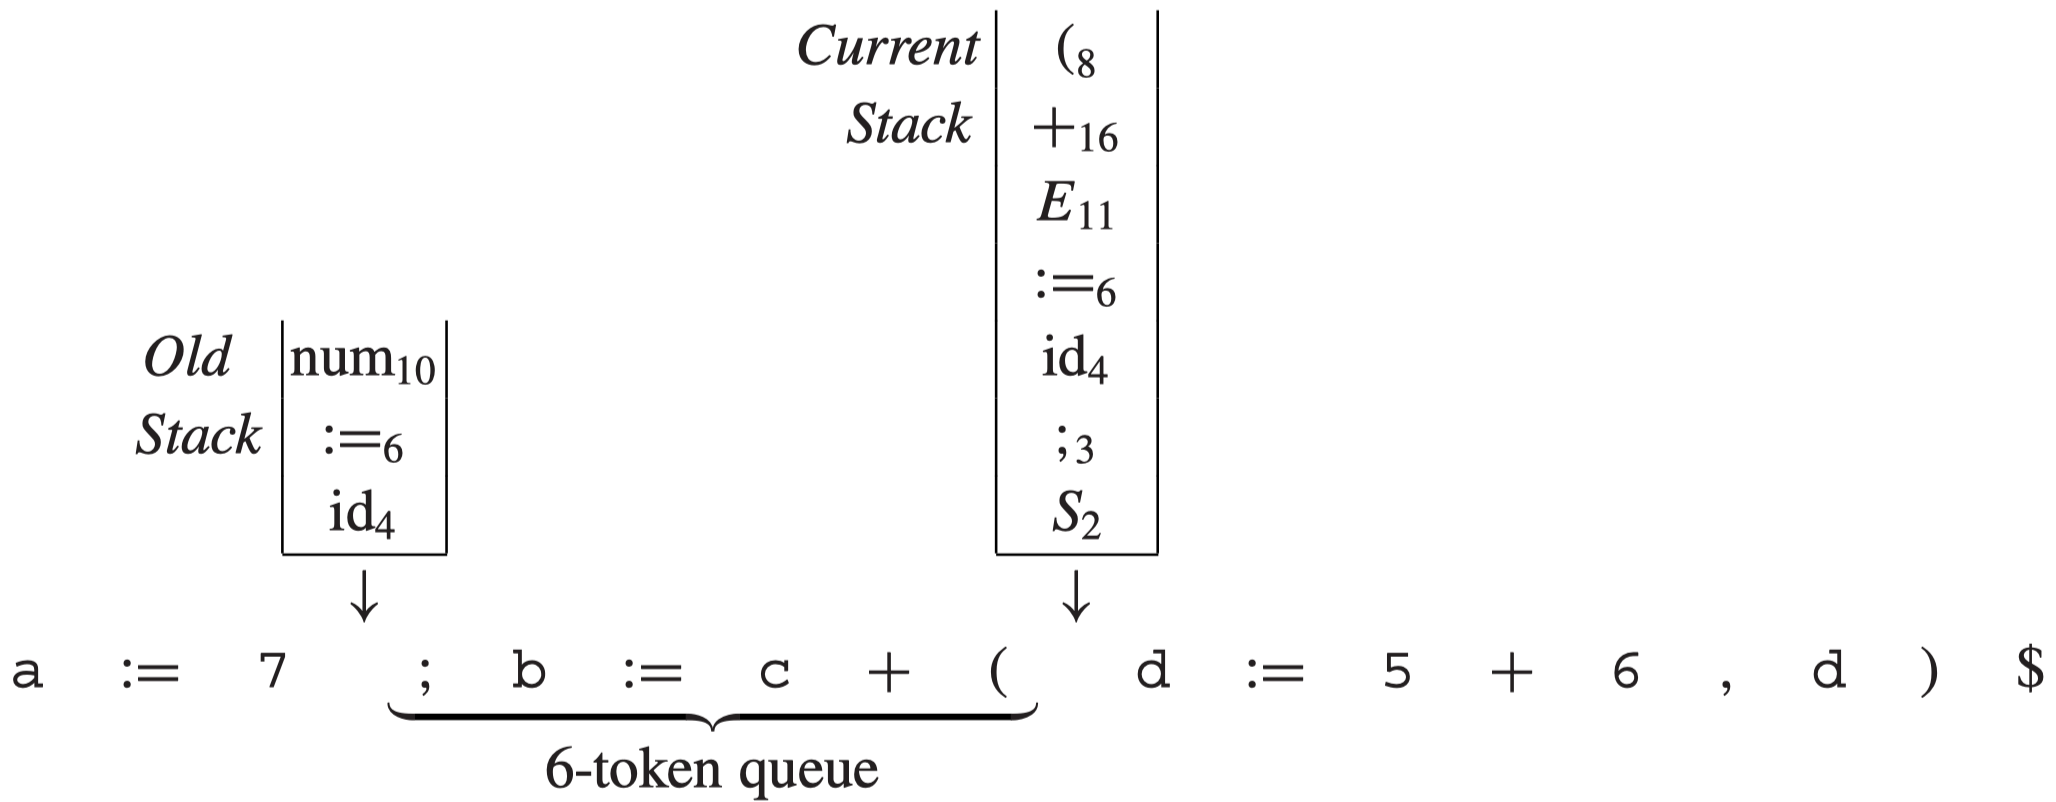 Current (₈
Stack +₁₆
E₁₁
:=₆
Old num₁₀ id₄
Stack :=₆ ;₃
id₄ S₂
↓ ↓
a := 7 ; b := c + ( d := 5 + 6 , d ) $
6-token queue